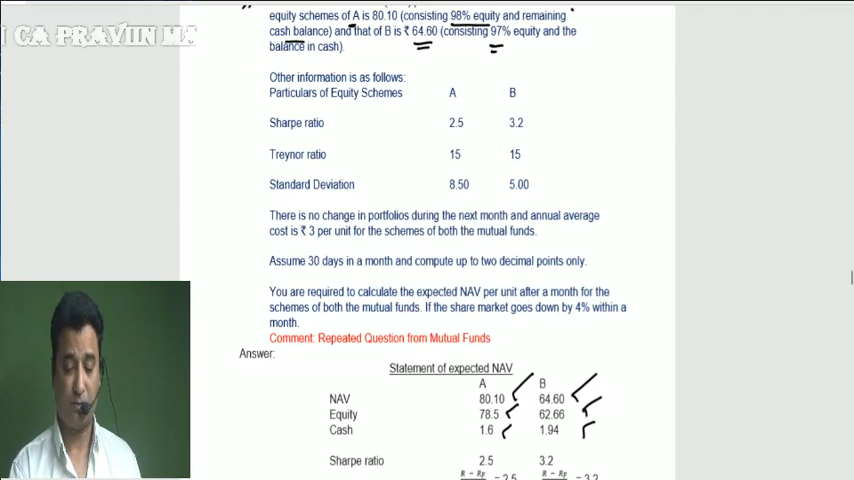 equity schemes of A is 80.10 (consisting 98% equity and remaining
cash balance) and that of B is ₹ 64.60 (consisting 97% equity and the
balance in cash).
CA PRAVIIN MA
Other information is as follows:
Particulars of Equity Schemes A B
Sharpe ratio 2.5 3.2
Treynor ratio 15 15
Standard Deviation 8.50 5.00
There is no change in portfolios during the next month and annual average
cost is ₹ 3 per unit for the schemes of both the mutual funds.
Assume 30 days in a month and compute up to two decimal points only.
You are required to calculate the expected NAV per unit after a month for the
schemes of both the mutual funds. If the share market goes down by 4% within a
month.
Comment: Repeated Question from Mutual Funds
Answer:
Statement of expected NAV
A B
NAV 80.10 64.60
Equity 78.5 62.66
Cash 1.6 1.94
Sharpe ratio 2.5 3.2
R − RF = 2.5 R − RF = 3.2